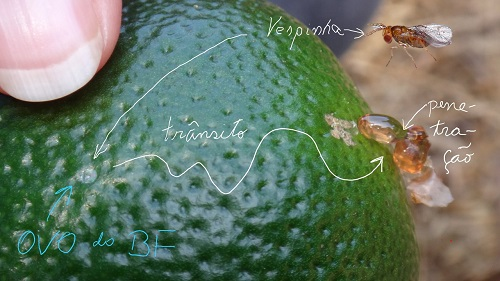 Vespinha
pene-
tra-
ção
trânsito
OVO do BF